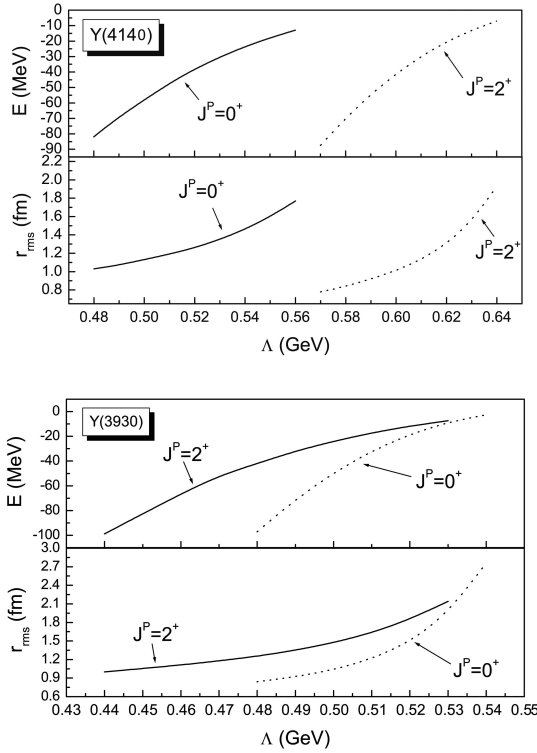 Y(4140)
0
-10
-20
-30
-40
-50
-60
-70
-80
-90
E (MeV)
J^P=0^+
J^P=2^+
2.2
2.0
1.8
1.6
1.4
1.2
1.0
0.8
r_rms (fm)
J^P=0^+
J^P=2^+
0.48 0.50 0.52 0.54 0.56 0.58 0.60 0.62 0.64
Λ (GeV)
Y(3930)
0
-20
-40
-60
-80
-100
E (MeV)
J^P=2^+
J^P=0^+
3.0
2.7
2.4
2.1
1.8
1.5
1.2
0.9
0.6
r_rms (fm)
J^P=2^+
J^P=0^+
0.43 0.44 0.45 0.46 0.47 0.48 0.49 0.50 0.51 0.52 0.53 0.54 0.55
Λ (GeV)